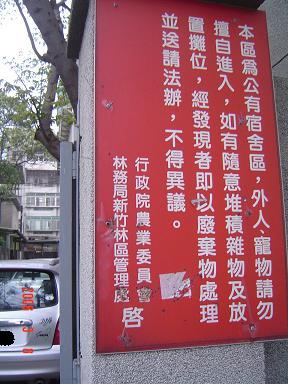 本區為公有宿舍區，外人、寵物請勿
擅自進入，如有隨意堆積雜物及放
置攤位，經發現者即以廢棄物處理
並送請法辦，不得異議。
行政院農業委員會
林務局新竹林區管理處
啓